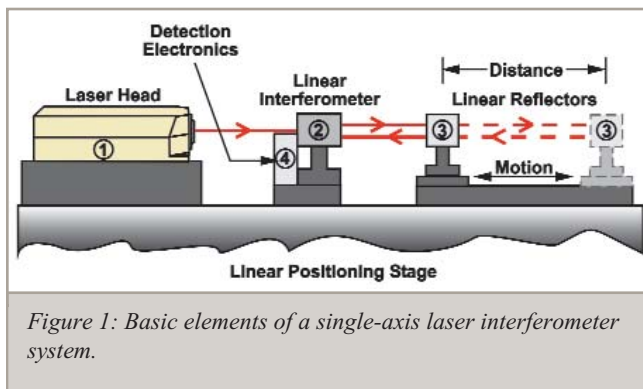 Detection
Electronics
Linear
Interferometer
Distance
Laser Head
Linear Reflectors
①
②
③
③
④
Motion
Linear Positioning Stage
Figure 1: Basic elements of a single-axis laser interferometer
system.